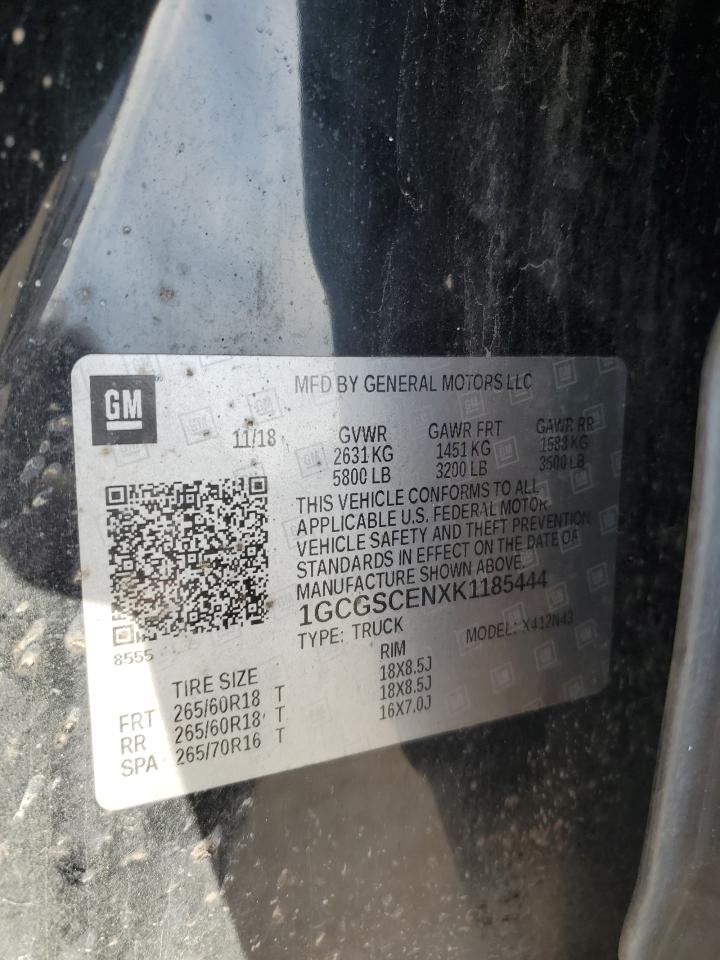 GM
MFD BY GENERAL MOTORS LLC
11/18
GVWR GAWR FRT GAWR RR
2631 KG 1451 KG 1588 KG
5800 LB 3200 LB 3500 LB
THIS VEHICLE CONFORMS TO ALL
APPLICABLE U.S. FEDERAL MOTOR
VEHICLE SAFETY AND THEFT PREVENTION
STANDARDS IN EFFECT ON THE DATE OF
MANUFACTURE SHOWN ABOVE.
1GCGSCENXK1185444
TYPE: TRUCK MODEL: X412N43
8555
TIRE SIZE RIM
FRT 265/60R18 T 18X8.5J
RR 265/60R18 T 18X8.5J
SPA 265/70R16 T 16X7.0J